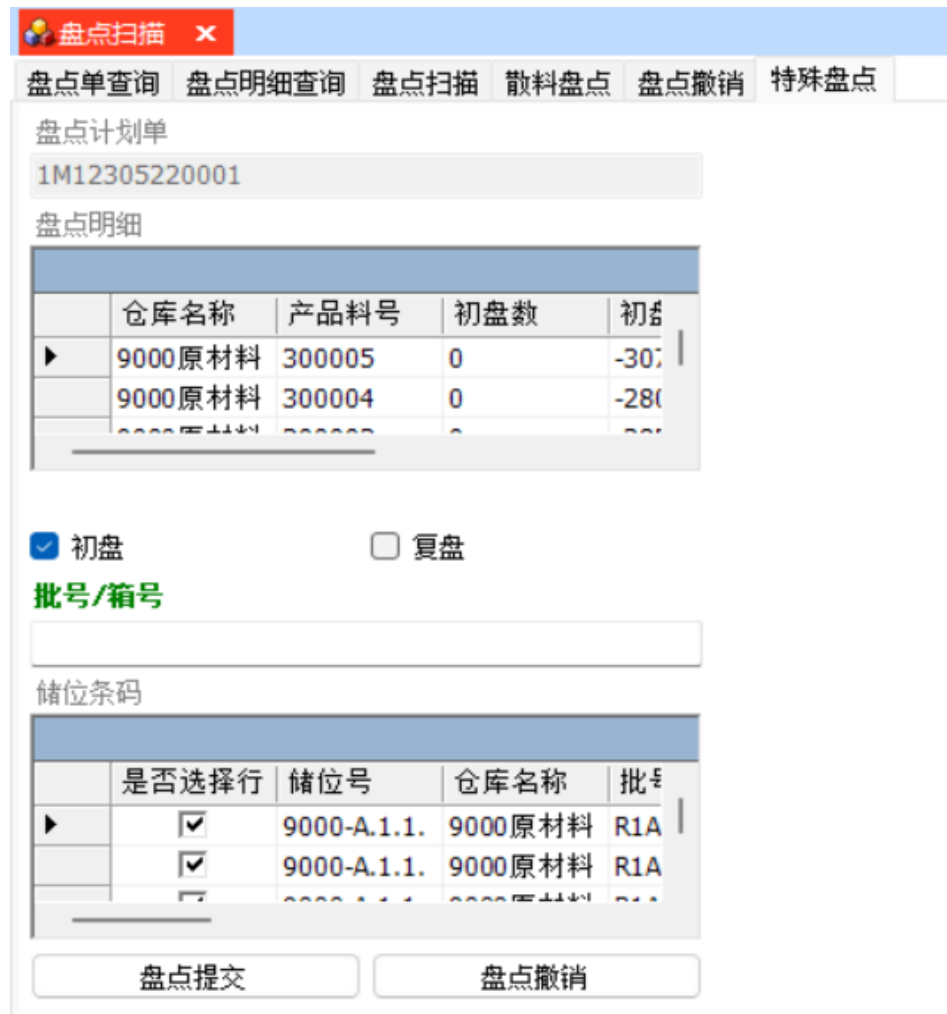 盘点扫描 ×
盘点单查询 盘点明细查询 盘点扫描 散料盘点 盘点撤销 特殊盘点
盘点计划单
1M12305220001
盘点明细
仓库名称 产品料号 初盘数
9000原材料 300005 0 -307
9000原材料 300004 0 -280
初盘 复盘
批号/箱号
储位条码
是否选择行 储位号 仓库名称 批号
9000-A.1.1. 9000原材料 R1A
9000-A.1.1. 9000原材料 R1A
盘点提交 盘点撤销